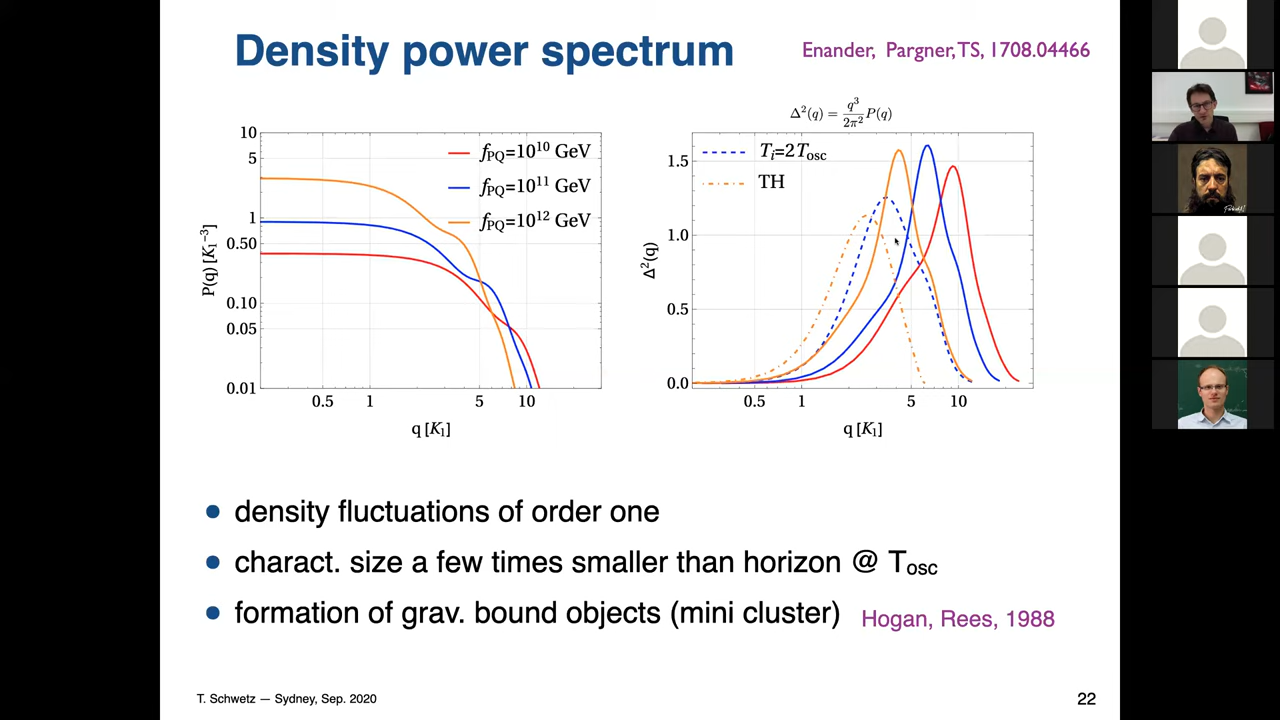 Density power spectrum
Enander, Pargner,TS, 1708.04466
Δ²(q) = q³/2π² P(q)
10
5
1
0.50
0.10
0.05
0.01
P(q) [K₁⁻³]
f_PQ=10¹⁰ GeV
f_PQ=10¹¹ GeV
f_PQ=10¹² GeV
0.5
1
5
10
q [K₁]
1.5
1.0
0.5
0.0
Δ²(q)
T_i=2T_osc
TH
0.5
1
5
10
q [K₁]
• density fluctuations of order one
• charact. size a few times smaller than horizon @ T_osc
• formation of grav. bound objects (mini cluster) Hogan, Rees, 1988
T. Schwetz — Sydney, Sep. 2020
22